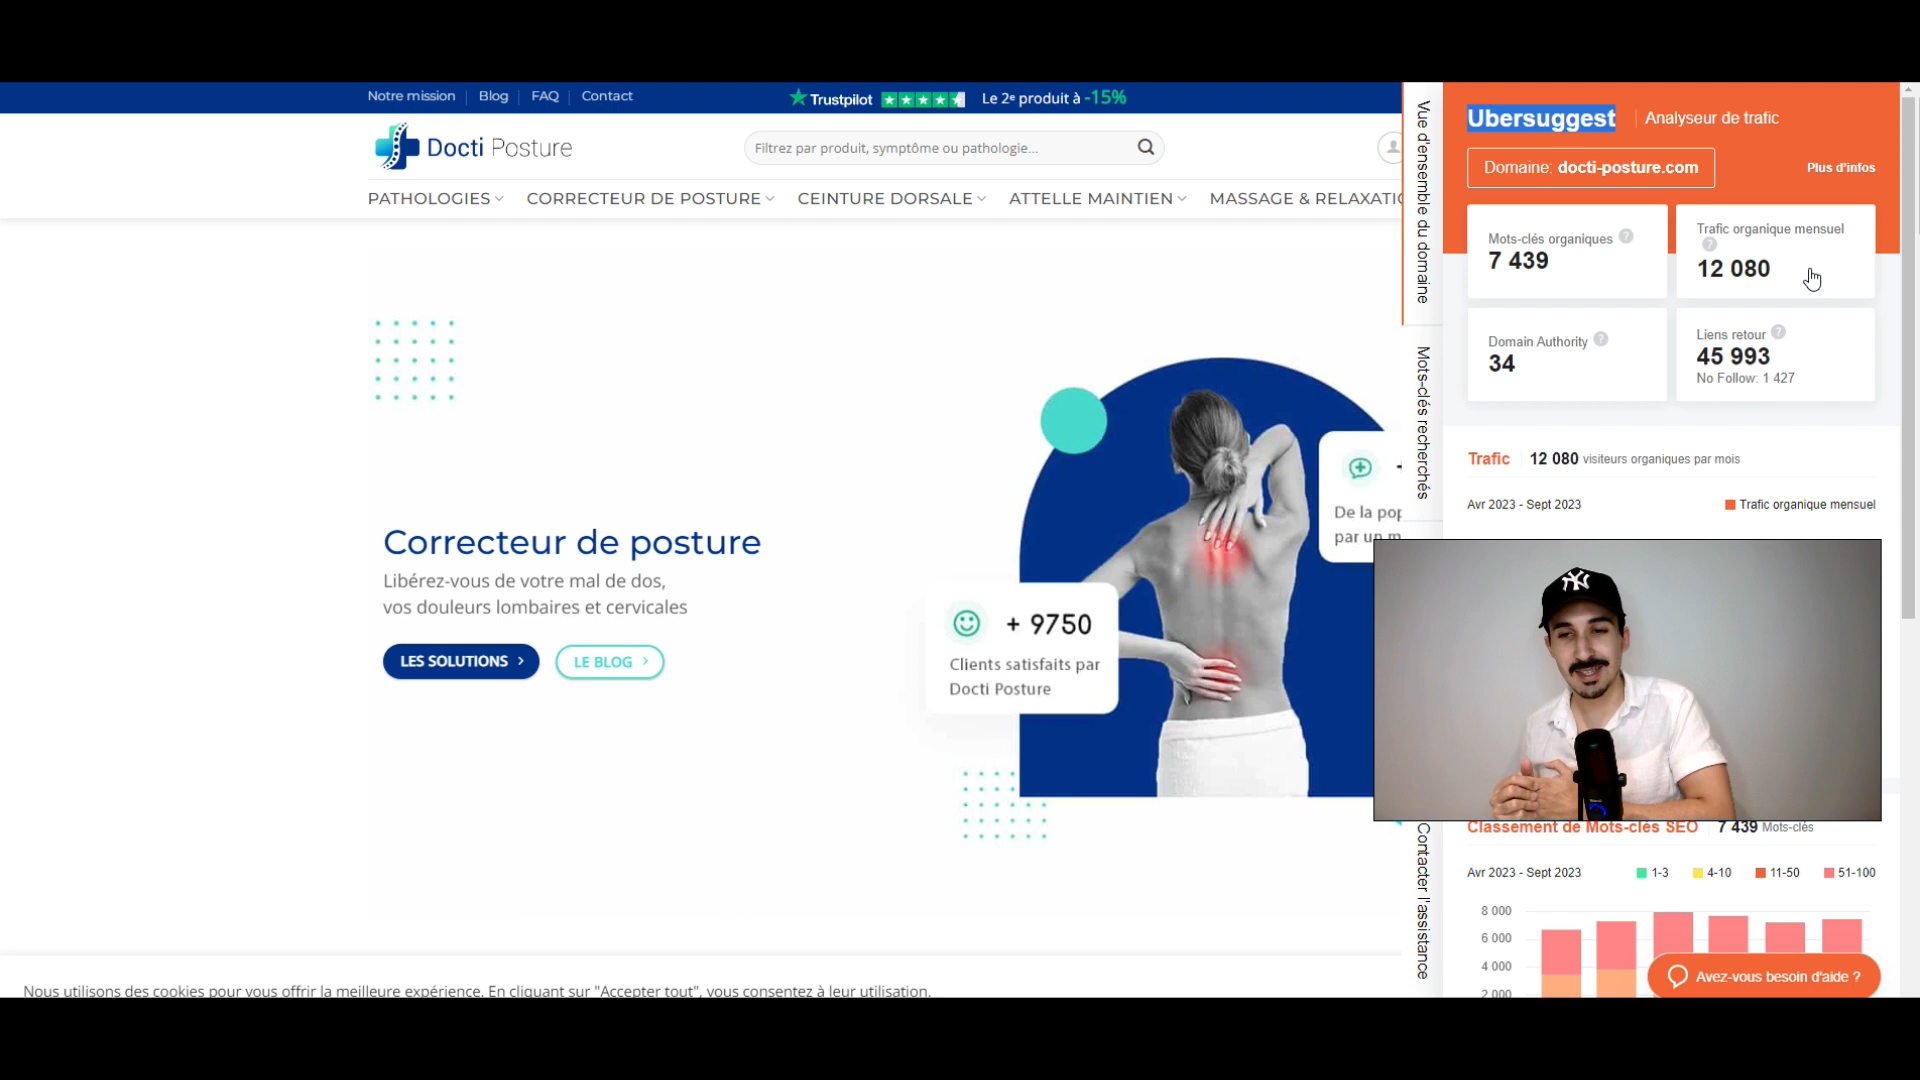 Notre mission
Blog
FAQ
Contact
Trustpilot
Le 2e produit à -15%
Docti Posture
Filtrez par produit, symptôme ou pathologie...
PATHOLOGIES
CORRECTEUR DE POSTURE
CEINTURE DORSALE
ATTELLE MAINTIEN
MASSAGE & RELAXATIO
Correcteur de posture
Libérez-vous de votre mal de dos,
vos douleurs lombaires et cervicales
LES SOLUTIONS
LE BLOG
+ 9750
Clients satisfaits par
Docti Posture
De la pop
par un m
Nous utilisons des cookies pour vous offrir la meilleure expérience. En cliquant sur "Accepter tout", vous consentez à leur utilisation.
Vue d'ensemble du domaine
Mots-clés recherchés
Contacter l'assistance
Ubersuggest
Analyseur de trafic
Domaine: docti-posture.com
Plus d'infos
Mots-clés organiques
7 439
Trafic organique mensuel
12 080
Domain Authority
34
Liens retour
45 993
No Follow: 1 427
Trafic
12 080 visiteurs organiques par mois
Avr 2023 - Sept 2023
Trafic organique mensuel
NY
Classement de Mots-clés SEO
7 439 Mots-clés
Avr 2023 - Sept 2023
1-3
4-10
11-50
51-100
8 000
6 000
4 000
2 000
Avez-vous besoin d'aide ?